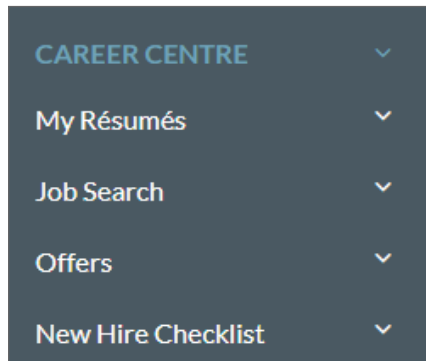 CAREER CENTRE
My Résumés
Job Search
Offers
New Hire Checklist